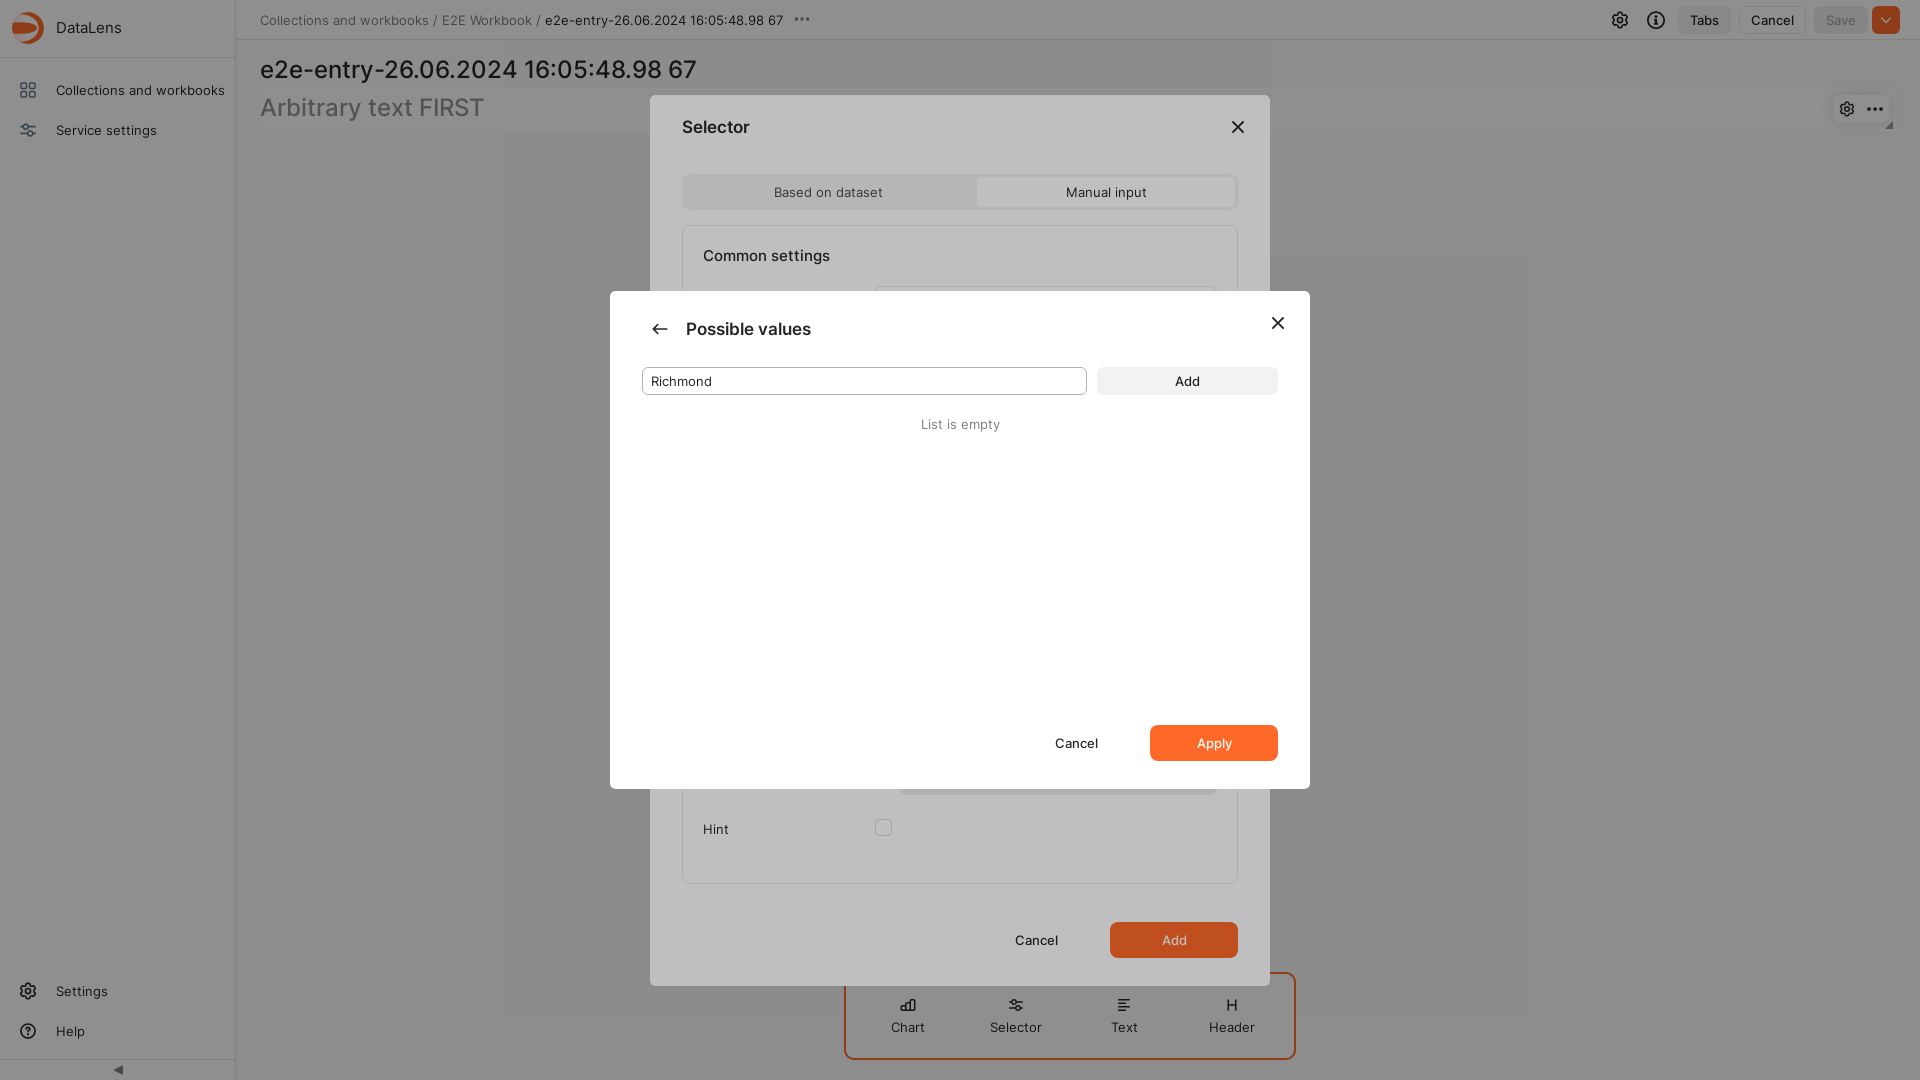 DataLens
Collections and workbooks / E2E Workbook / e2e-entry-26.06.2024 16:05:48.98 67
Tabs
Cancel
Save
Collections and workbooks
Service settings
e2e-entry-26.06.2024 16:05:48.98 67
Arbitrary text FIRST
Selector
Based on dataset
Manual input
Common settings
Possible values
Richmond
Add
List is empty
Cancel
Apply
Hint
Cancel
Add
Chart
Selector
Text
Header
Settings
Help